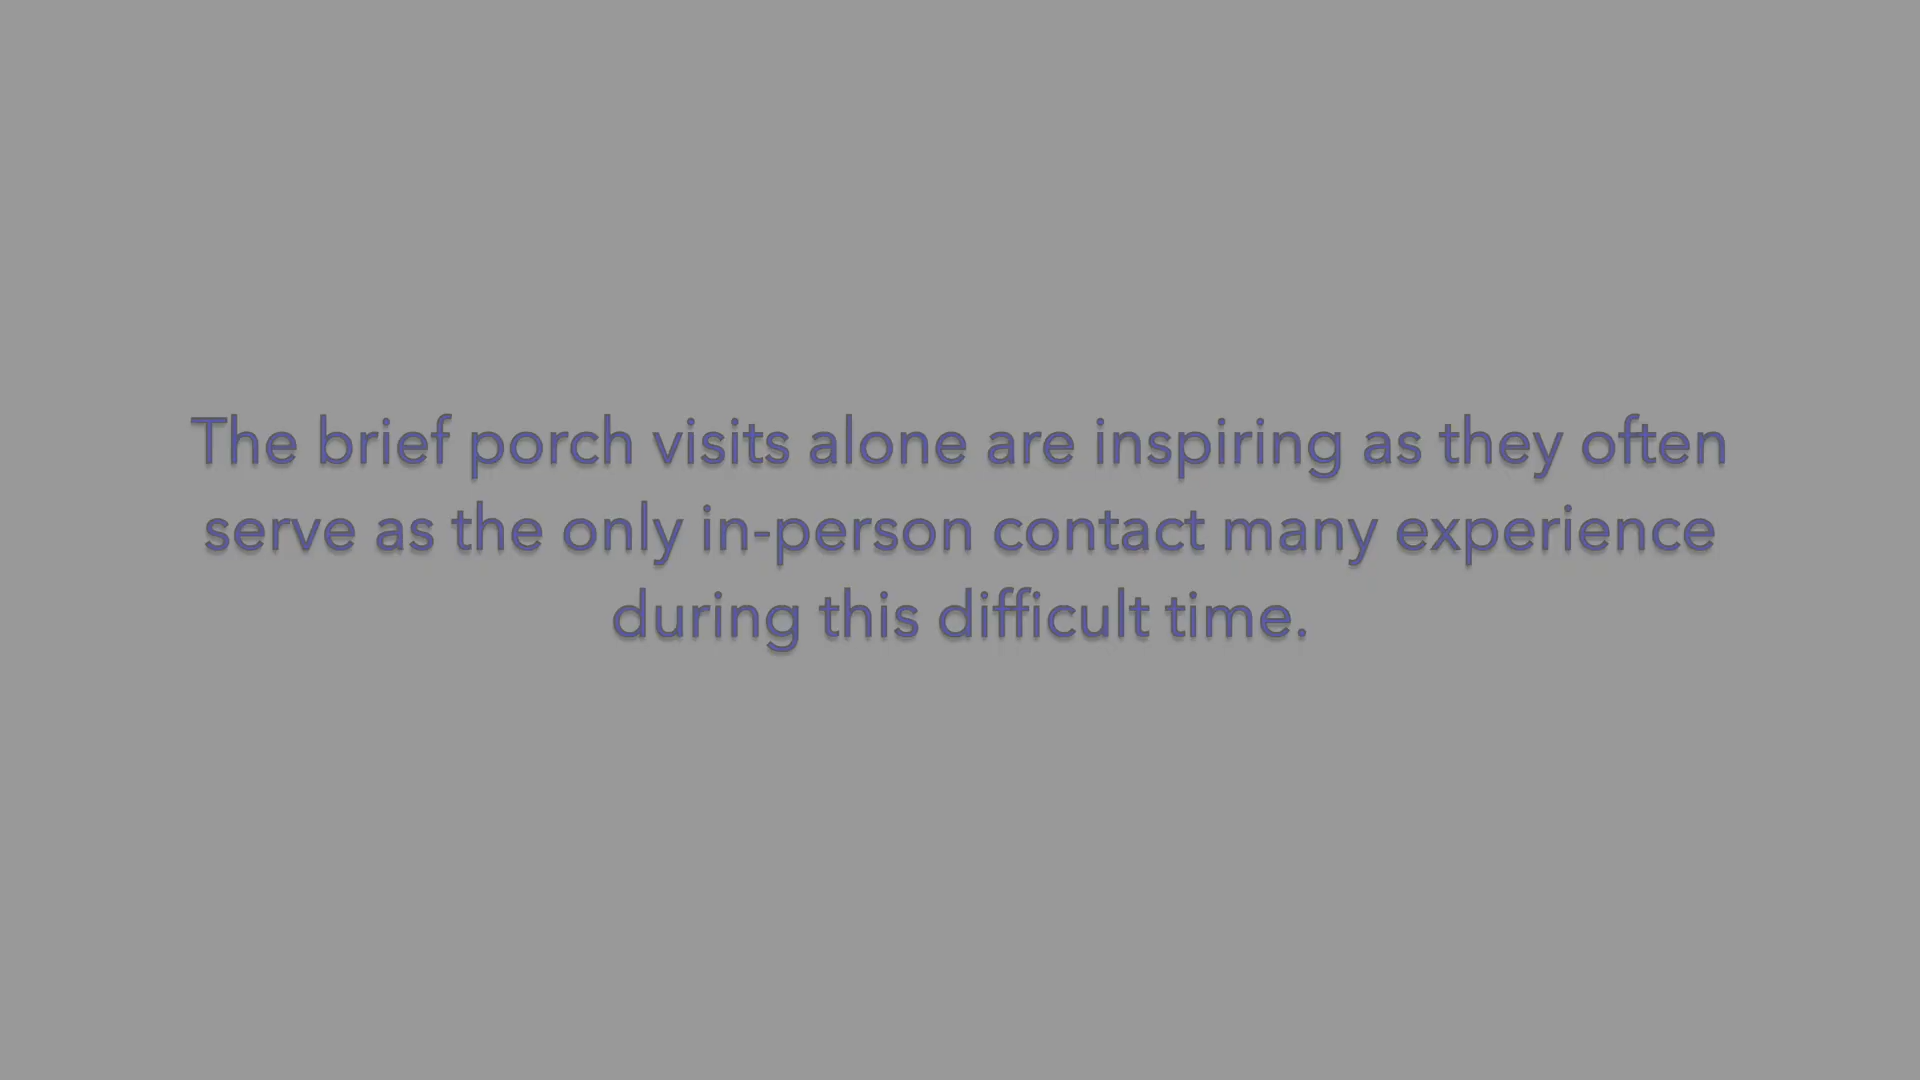 The brief porch visits alone are inspiring as they often
serve as the only in-person contact many experience
during this difficult time.